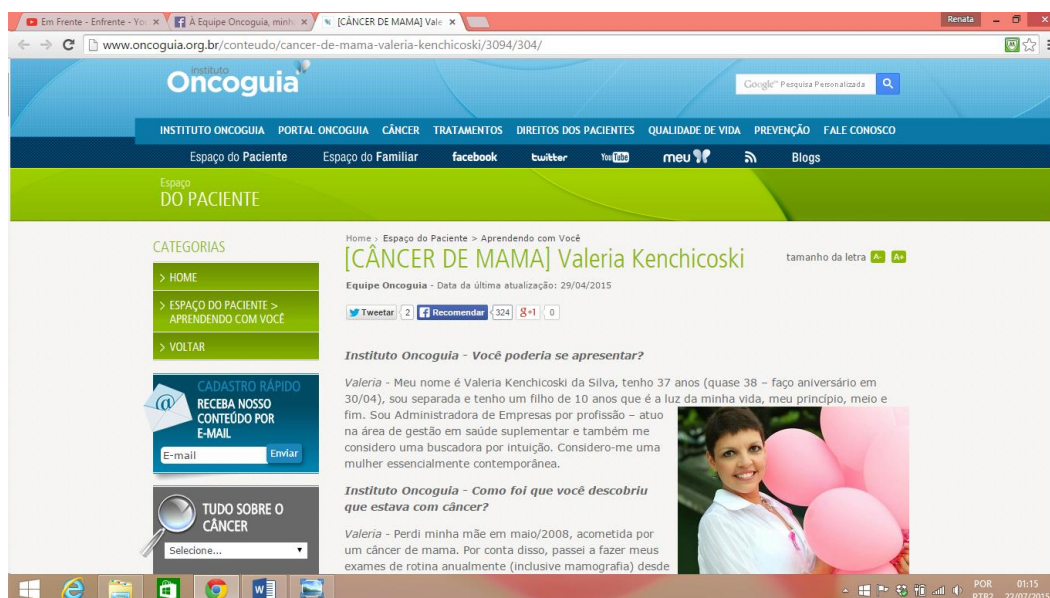 Em Frente - Enfrente - Yo
À Equipe Oncoguia, minh
[CÂNCER DE MAMA] Vale
Renata
www.oncoguia.org.br/conteudo/cancer-de-mama-valeria-kenchicoski/3094/304/
instituto
Oncoguia
Google™ Pesquisa Personalizada
INSTITUTO ONCOGUIA PORTAL ONCOGUIA CÂNCER TRATAMENTOS DIREITOS DOS PACIENTES QUALIDADE DE VIDA PREVENÇÃO FALE CONOSCO
Espaço do Paciente Espaço do Familiar facebook twitter YouTube meu Blogs
Espaço
DO PACIENTE
CATEGORIAS
> HOME
> ESPAÇO DO PACIENTE >
APRENDENDO COM VOCÊ
> VOLTAR
CADASTRO RÁPIDO
@ RECEBA NOSSO
CONTEÚDO POR
E-MAIL
E-mail Enviar
TUDO SOBRE O
CÂNCER
Selecione...
Home > Espaço do Paciente > Aprendendo com Você
[CÂNCER DE MAMA] Valeria Kenchicoski
tamanho da letra A- A+
Equipe Oncoguia - Data da última atualização: 29/04/2015
Tweetar 2 Recomendar 324 g+1 0
Instituto Oncoguia - Você poderia se apresentar?
Valeria - Meu nome é Valeria Kenchicoski da Silva, tenho 37 anos (quase 38 – faço aniversário em
30/04), sou separada e tenho um filho de 10 anos que é a luz da minha vida, meu princípio, meio e
fim. Sou Administradora de Empresas por profissão – atuo
na área de gestão em saúde suplementar e também me
considero uma buscadora por intuição. Considero-me uma
mulher essencialmente contemporânea.
Instituto Oncoguia - Como foi que você descobriu
que estava com câncer?
Valeria - Perdi minha mãe em maio/2008, acometida por
um câncer de mama. Por conta disso, passei a fazer meus
exames de rotina anualmente (inclusive mamografia) desde
POR 01:15
PTB2 22/07/2015